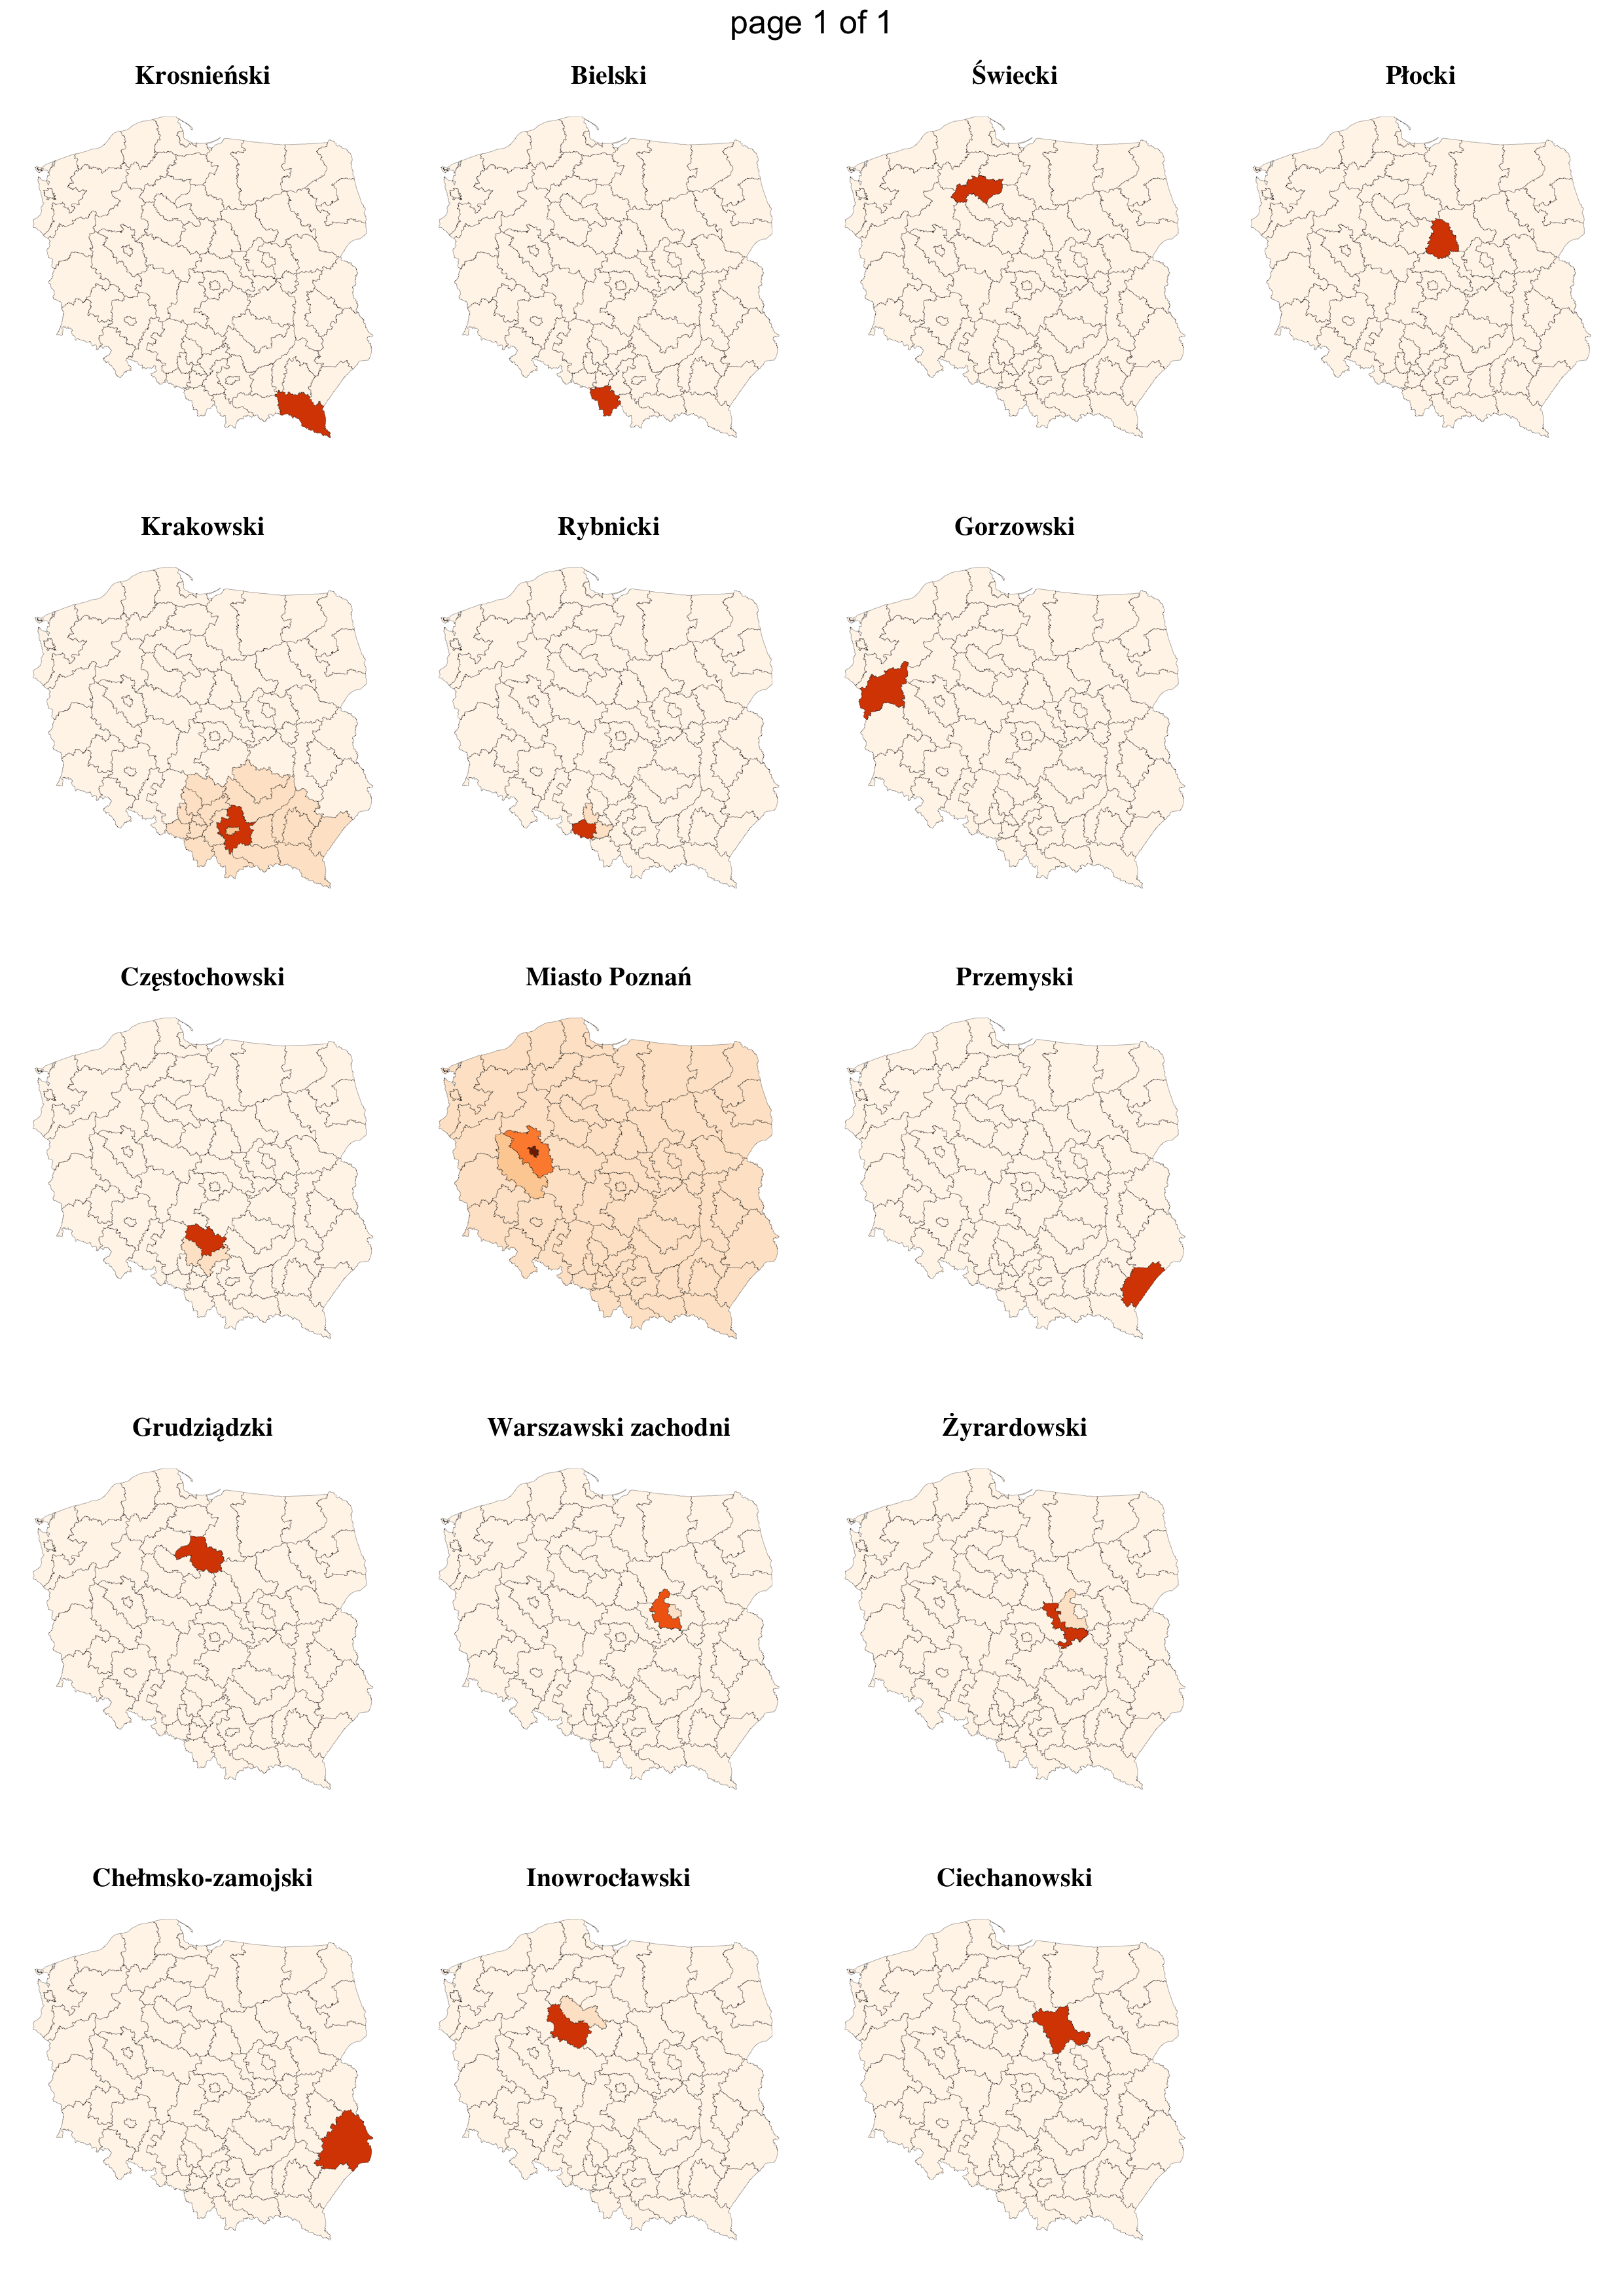 page 1 of 1
Krosnieński
Bielski
Świecki
Płocki
Krakowski
Rybnicki
Gorzowski
Częstochowski
Miasto Poznań
Przemyski
Grudziądzki
Warszawski zachodni
Żyrardowski
Chełmsko-zamojski
Inowrocławski
Ciechanowski